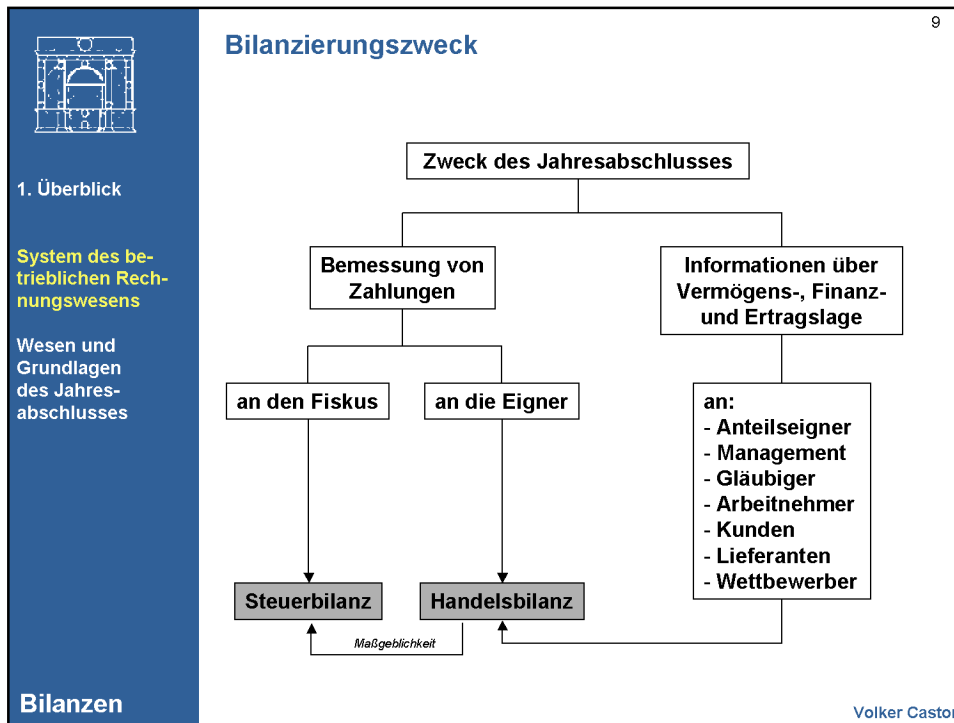 9
Bilanzierungszweck
1. Überblick
System des be-
trieblichen Rech-
nungswesens
Wesen und
Grundlagen
des Jahres-
abschlusses
Zweck des Jahresabschlusses
Bemessung von
Zahlungen
Informationen über
Vermögens-, Finanz-
und Ertragslage
an den Fiskus
an die Eigner
an:
- Anteilseigner
- Management
- Gläubiger
- Arbeitnehmer
- Kunden
- Lieferanten
- Wettbewerber
Steuerbilanz
Handelsbilanz
Maßgeblichkeit
Bilanzen
Volker Castor